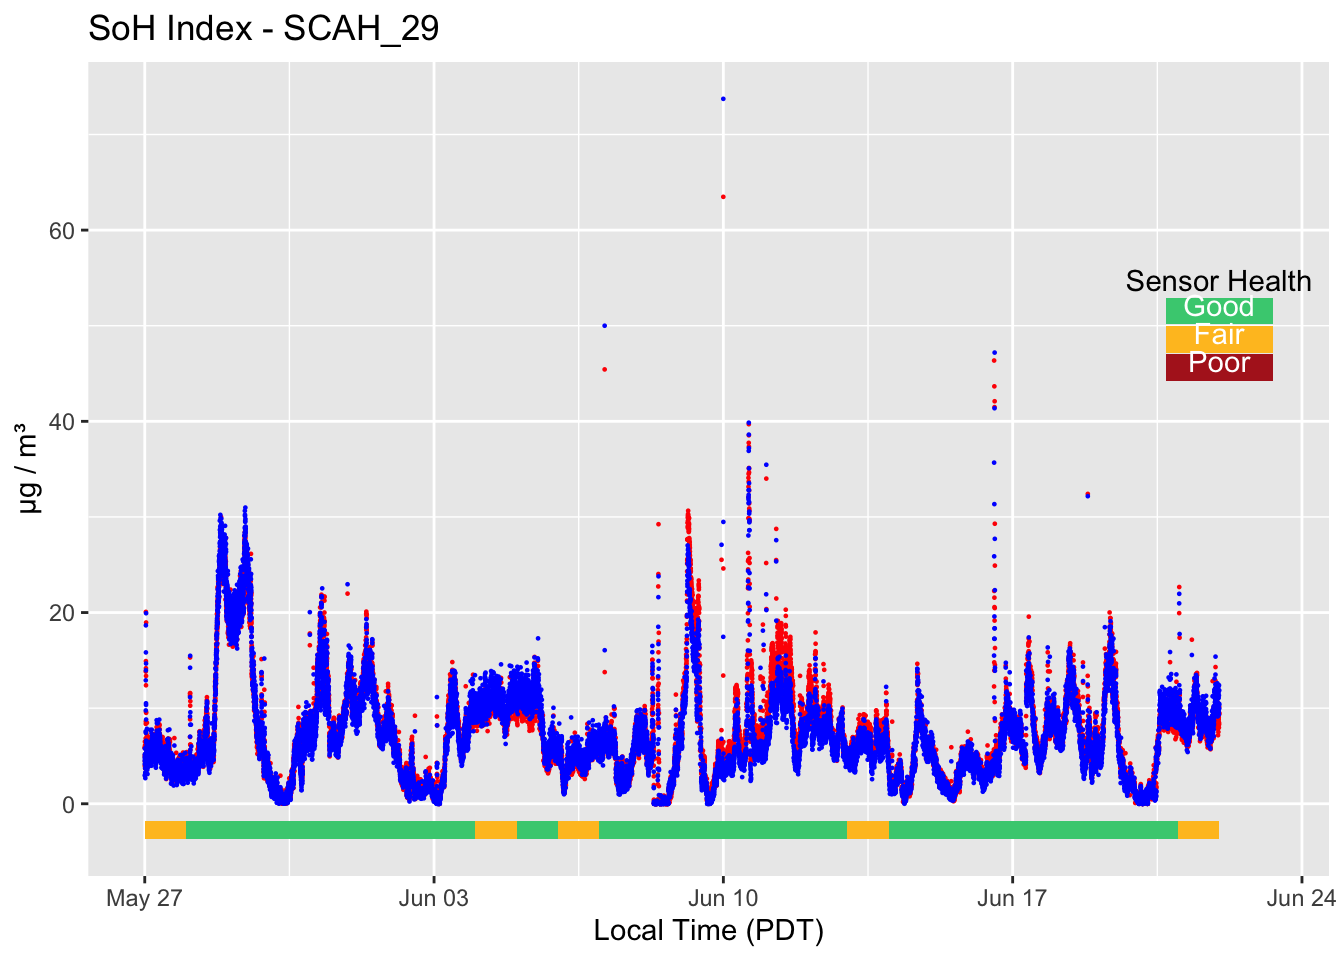 SoH Index - SCAH_29
µg / m³
60
40
20
0
Sensor Health
Good
Fair
Poor
May 27
Jun 03
Jun 10
Jun 17
Jun 24
Local Time (PDT)